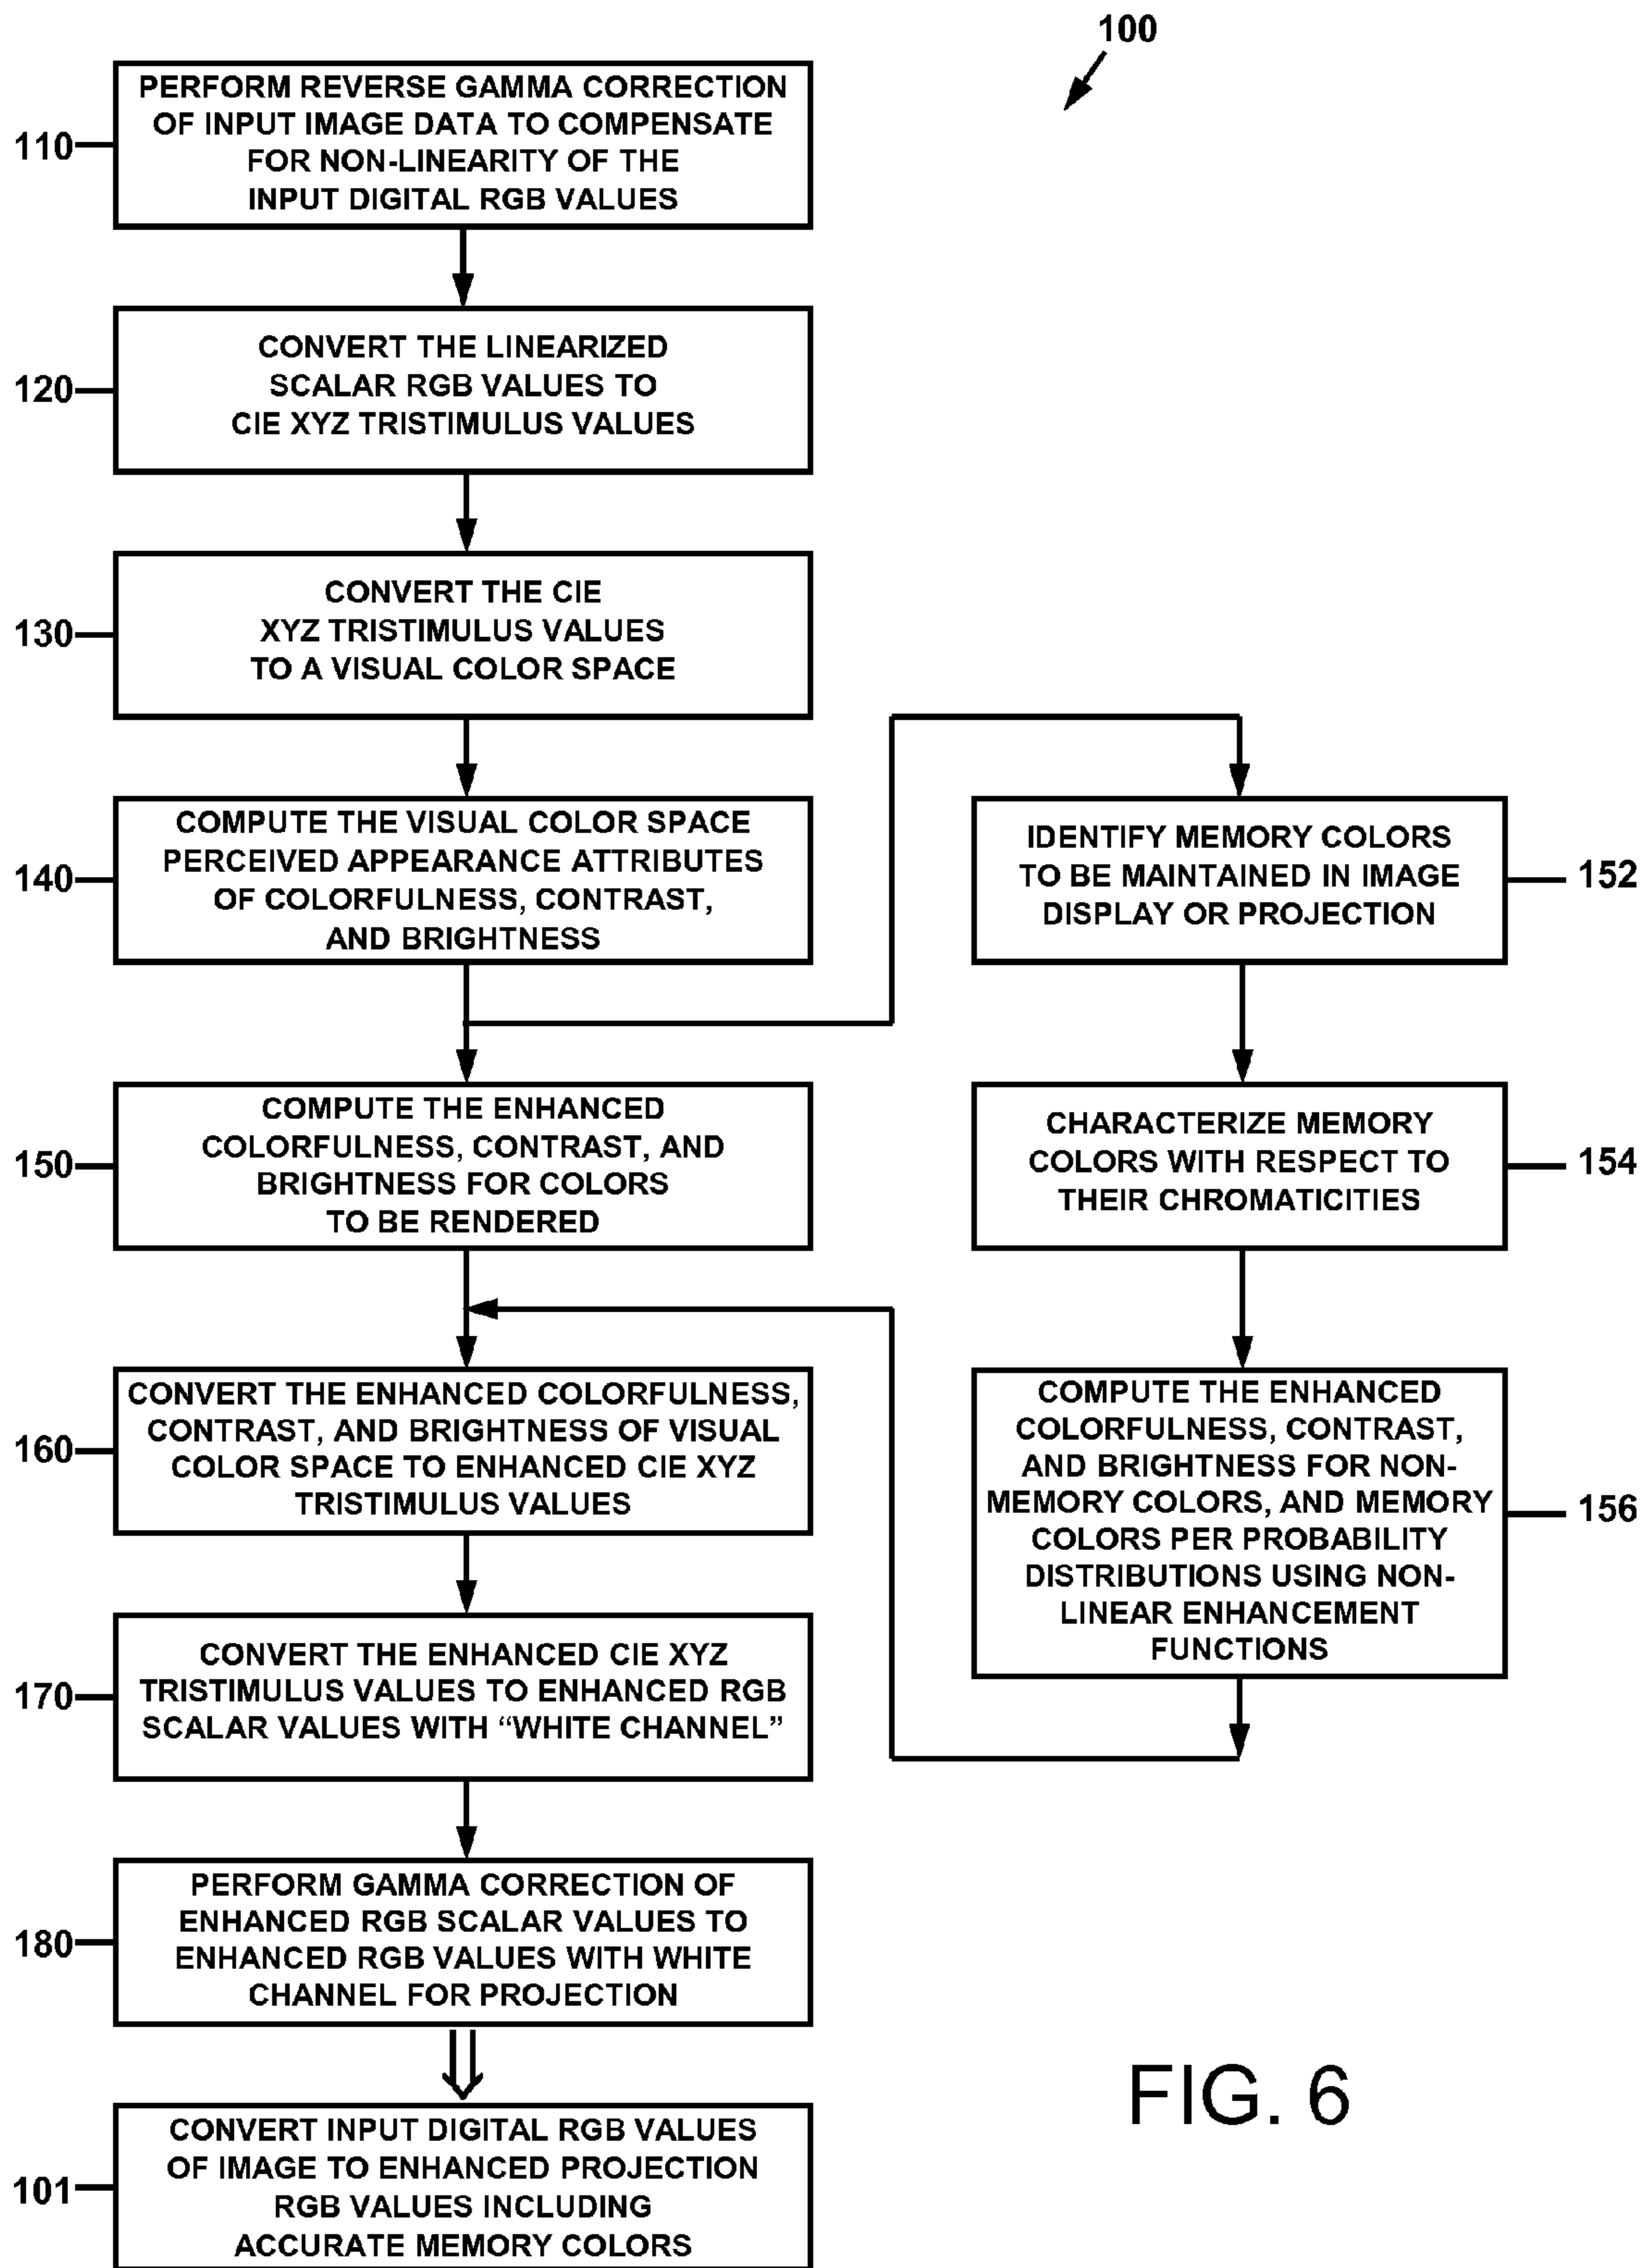 100
PERFORM REVERSE GAMMA CORRECTION
OF INPUT IMAGE DATA TO COMPENSATE
FOR NON-LINEARITY OF THE
INPUT DIGITAL RGB VALUES
110
CONVERT THE LINEARIZED
SCALAR RGB VALUES TO
CIE XYZ TRISTIMULUS VALUES
120
CONVERT THE CIE
XYZ TRISTIMULUS VALUES
TO A VISUAL COLOR SPACE
130
COMPUTE THE VISUAL COLOR SPACE
PERCEIVED APPEARANCE ATTRIBUTES
OF COLORFULNESS, CONTRAST,
AND BRIGHTNESS
140
IDENTIFY MEMORY COLORS
TO BE MAINTAINED IN IMAGE
DISPLAY OR PROJECTION
152
COMPUTE THE ENHANCED
COLORFULNESS, CONTRAST, AND
BRIGHTNESS FOR COLORS
TO BE RENDERED
150
CHARACTERIZE MEMORY
COLORS WITH RESPECT TO
THEIR CHROMATICITIES
154
CONVERT THE ENHANCED COLORFULNESS,
CONTRAST, AND BRIGHTNESS OF VISUAL
COLOR SPACE TO ENHANCED CIE XYZ
TRISTIMULUS VALUES
160
COMPUTE THE ENHANCED
COLORFULNESS, CONTRAST,
AND BRIGHTNESS FOR NON-
MEMORY COLORS, AND MEMORY
COLORS PER PROBABILITY
DISTRIBUTIONS USING NON-
LINEAR ENHANCEMENT
FUNCTIONS
156
CONVERT THE ENHANCED CIE XYZ
TRISTIMULUS VALUES TO ENHANCED RGB
SCALAR VALUES WITH “WHITE CHANNEL”
170
PERFORM GAMMA CORRECTION OF
ENHANCED RGB SCALAR VALUES TO
ENHANCED RGB VALUES WITH WHITE
CHANNEL FOR PROJECTION
180
CONVERT INPUT DIGITAL RGB VALUES
OF IMAGE TO ENHANCED PROJECTION
RGB VALUES INCLUDING
ACCURATE MEMORY COLORS
101
FIG. 6